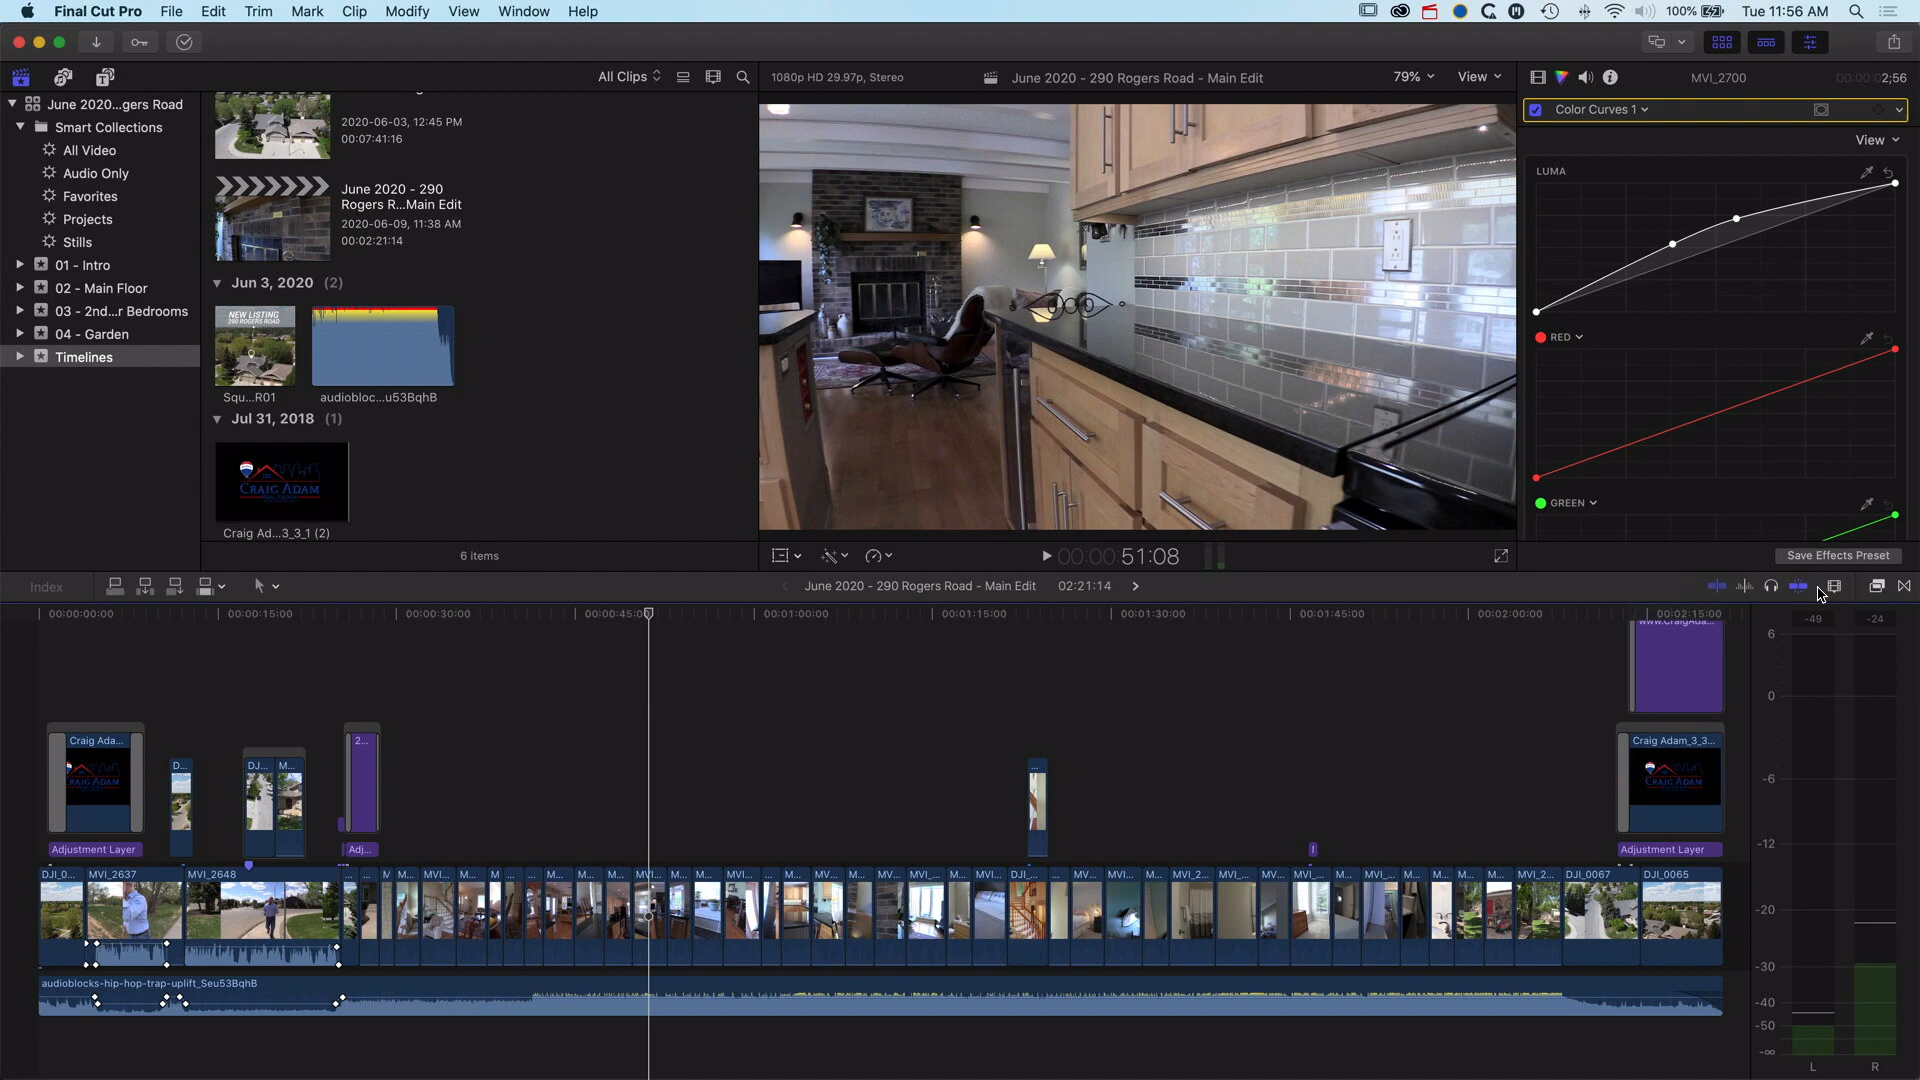 Final Cut Pro File Edit Trim Mark Clip Modify View Window Help 100% Tue 11:56 AM
All Clips 1080p HD 29.97p, Stereo June 2020 - 290 Rogers Road - Main Edit 79% View MVI_2700 00:00:02;56
June 2020...gers Road
Smart Collections
All Video
Audio Only
Favorites
Projects
Stills
01 - Intro
02 - Main Floor
03 - 2nd...r Bedrooms
04 - Garden
Timelines
2020-06-03, 12:45 PM
00:07:41:16
June 2020 - 290
Rogers R...Main Edit
2020-06-09, 11:38 AM
00:02:21:14
Jun 3, 2020 (2)
NEW LISTING
290 ROGERS ROAD
Squ...R01 audiobloc...u53BqhB
Jul 31, 2018 (1)
CRAIG ADAM
Craig Ad...3_3_1 (2)
6 items
00:00:51:08
Color Curves 1
View
LUMA
RED
GREEN
Save Effects Preset
Index June 2020 - 290 Rogers Road - Main Edit 02:21:14
00:00:00:00 00:00:15:00 00:00:30:00 00:00:45:00 00:01:00:00 00:01:15:00 00:01:30:00 00:01:45:00 00:02:00:00 00:02:15:00
www.CraigAda...
Craig Ada... 2... Craig Adam_3_3...
CRAIG ADAM CRAIG ADAM
D... DJ... M... ...
Adjustment Layer Adj... Adjustment Layer
DJI_0... MVI_2637 MVI_2648 ... ... M M... MVI... M... M... ... M... M... M... MVI... M... M... MVI... ... M... MV... M... MV... MVI_... M... MVI_... DJI_... ... MV... MVI... M... MVI_2... MVI_... MV... MVI_... M... MVI_... M... M... M... M... MVI_2... DJI_0067 DJI_0065
audioblocks-hip-hop-trap-uplift_Seu53BqhB
-49 -24
6
0
-6
-12
-20
-30
-40
-50
-∞
L R